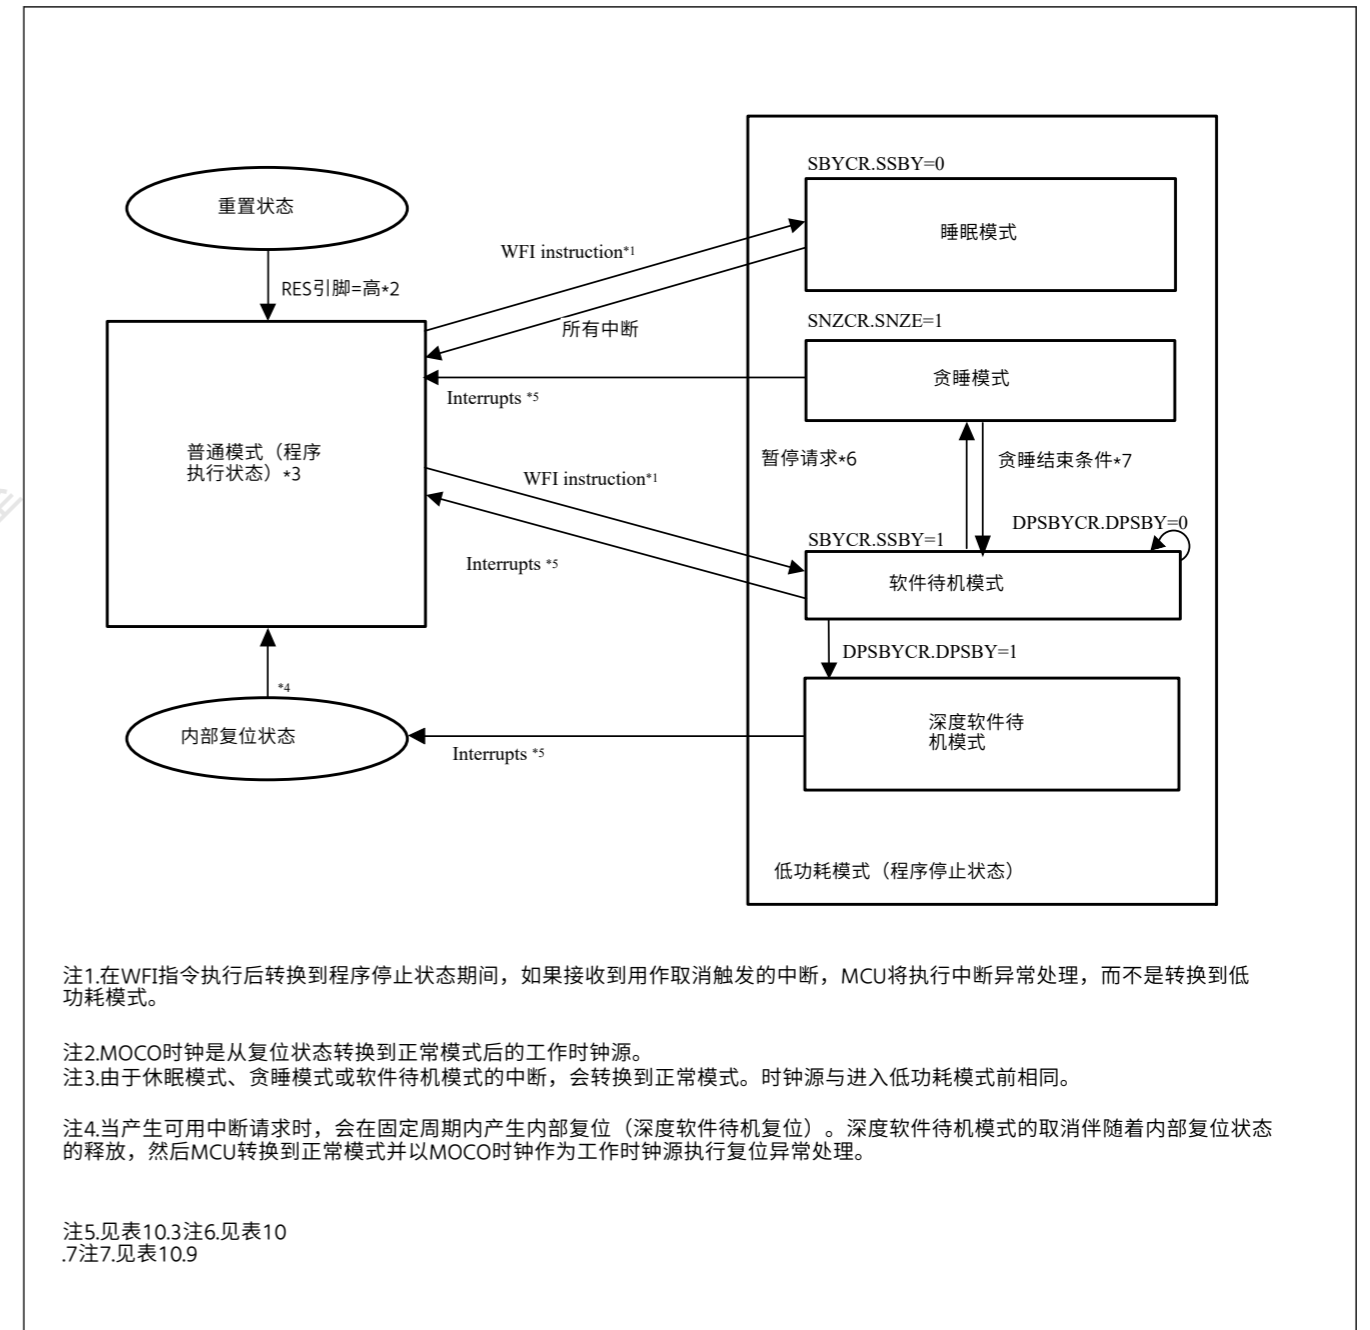 SBYCR.SSBY=0
重置状态
睡眠模式
WFI instruction*1
RES引脚=高*2
所有中断
SNZCR.SNZE=1
贪睡模式
Interrupts *5
普通模式（程序
执行状态）*3
暂停请求*6
贪睡结束条件*7
WFI instruction*1
DPSBYCR.DPSBY=0
SBYCR.SSBY=1
Interrupts *5
软件待机模式
DPSBYCR.DPSBY=1
*4
内部复位状态
深度软件待
机模式
Interrupts *5
低功耗模式（程序停止状态）
注1.在WFI指令执行后转换到程序停止状态期间，如果接收到用作取消触发的中断，MCU将执行中断异常处理，而不是转换到低
功耗模式。
注2.MOCO时钟是从复位状态转换到正常模式后的工作时钟源。
注3.由于休眠模式、贪睡模式或软件待机模式的中断，会转换到正常模式。时钟源与进入低功耗模式前相同。
注4.当产生可用中断请求时，会在固定周期内产生内部复位（深度软件待机复位）。深度软件待机模式的取消伴随着内部复位状态
的释放，然后MCU转换到正常模式并以MOCO时钟作为工作时钟源执行复位异常处理。
注5.见表10.3注6.见表10
.7注7.见表10.9